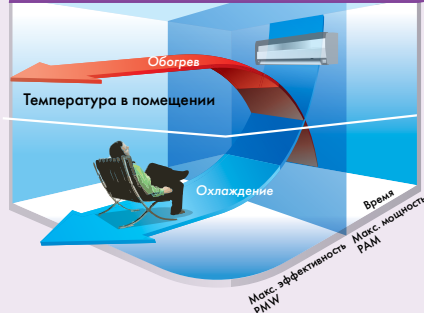 Обогрев
Температура в помещении
Охлаждение
Время
Макс. мощность
PAM
Макс. эффективность
PMW